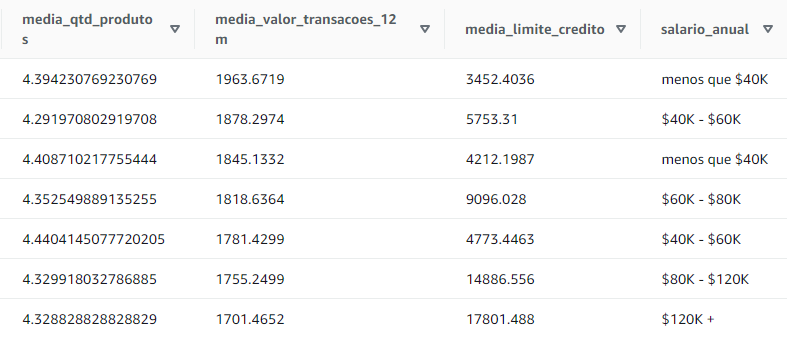 media_qtd_produto
s
media_valor_transacoes_12
m
media_limite_credito
salario_anual
4.394230769230769 1963.6719 3452.4036 menos que $40K
4.291970802919708 1878.2974 5753.31 $40K - $60K
4.408710217755444 1845.1332 4212.1987 menos que $40K
4.352549889135255 1818.6364 9096.028 $60K - $80K
4.4404145077720205 1781.4299 4773.4463 $40K - $60K
4.329918032786885 1755.2499 14886.556 $80K - $120K
4.328828828828829 1701.4652 17801.488 $120K +